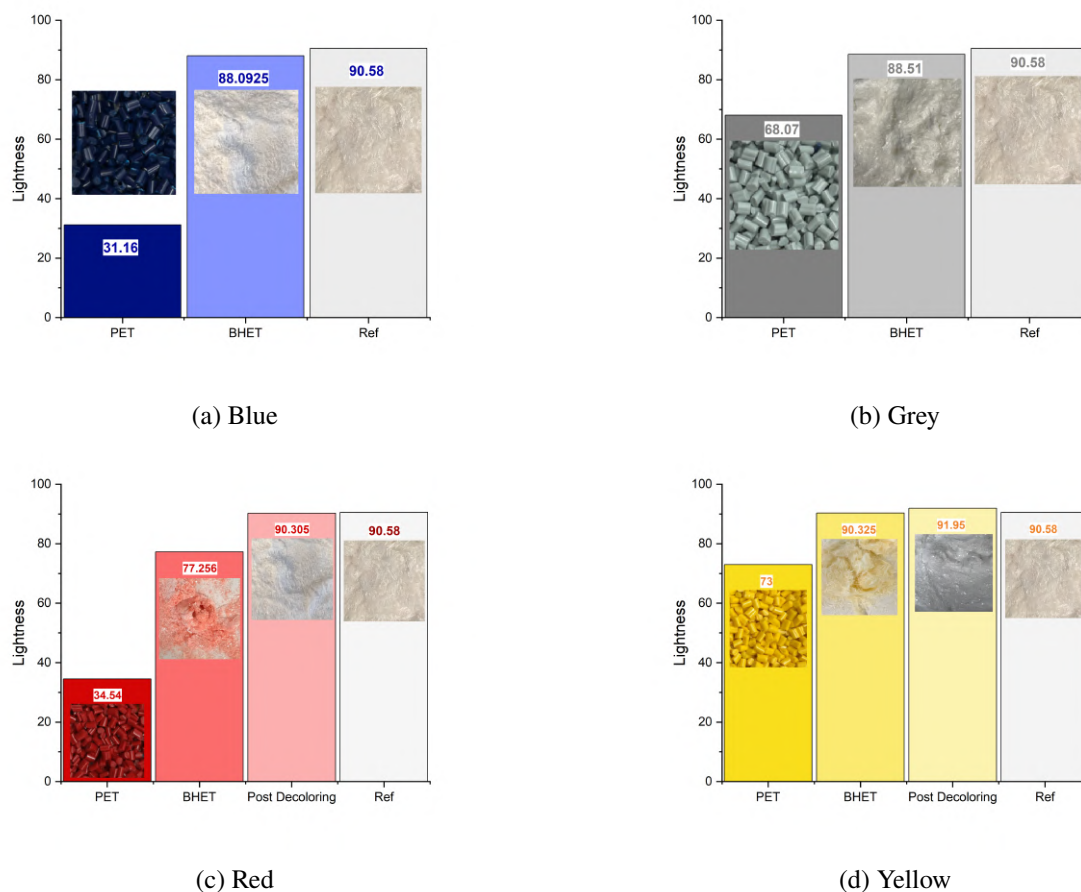 100
80
60
40
20
0
Lightness
31.16
88.0925
90.58
PET
BHET
Ref
(a) Blue
100
80
60
40
20
0
Lightness
68.07
88.51
90.58
PET
BHET
Ref
(b) Grey
100
80
60
40
20
0
Lightness
34.54
77.256
90.305
90.58
PET
BHET
Post Decoloring
Ref
(c) Red
100
80
60
40
20
0
Lightness
73
90.325
91.95
90.58
PET
BHET
Post Decoloring
Ref
(d) Yellow